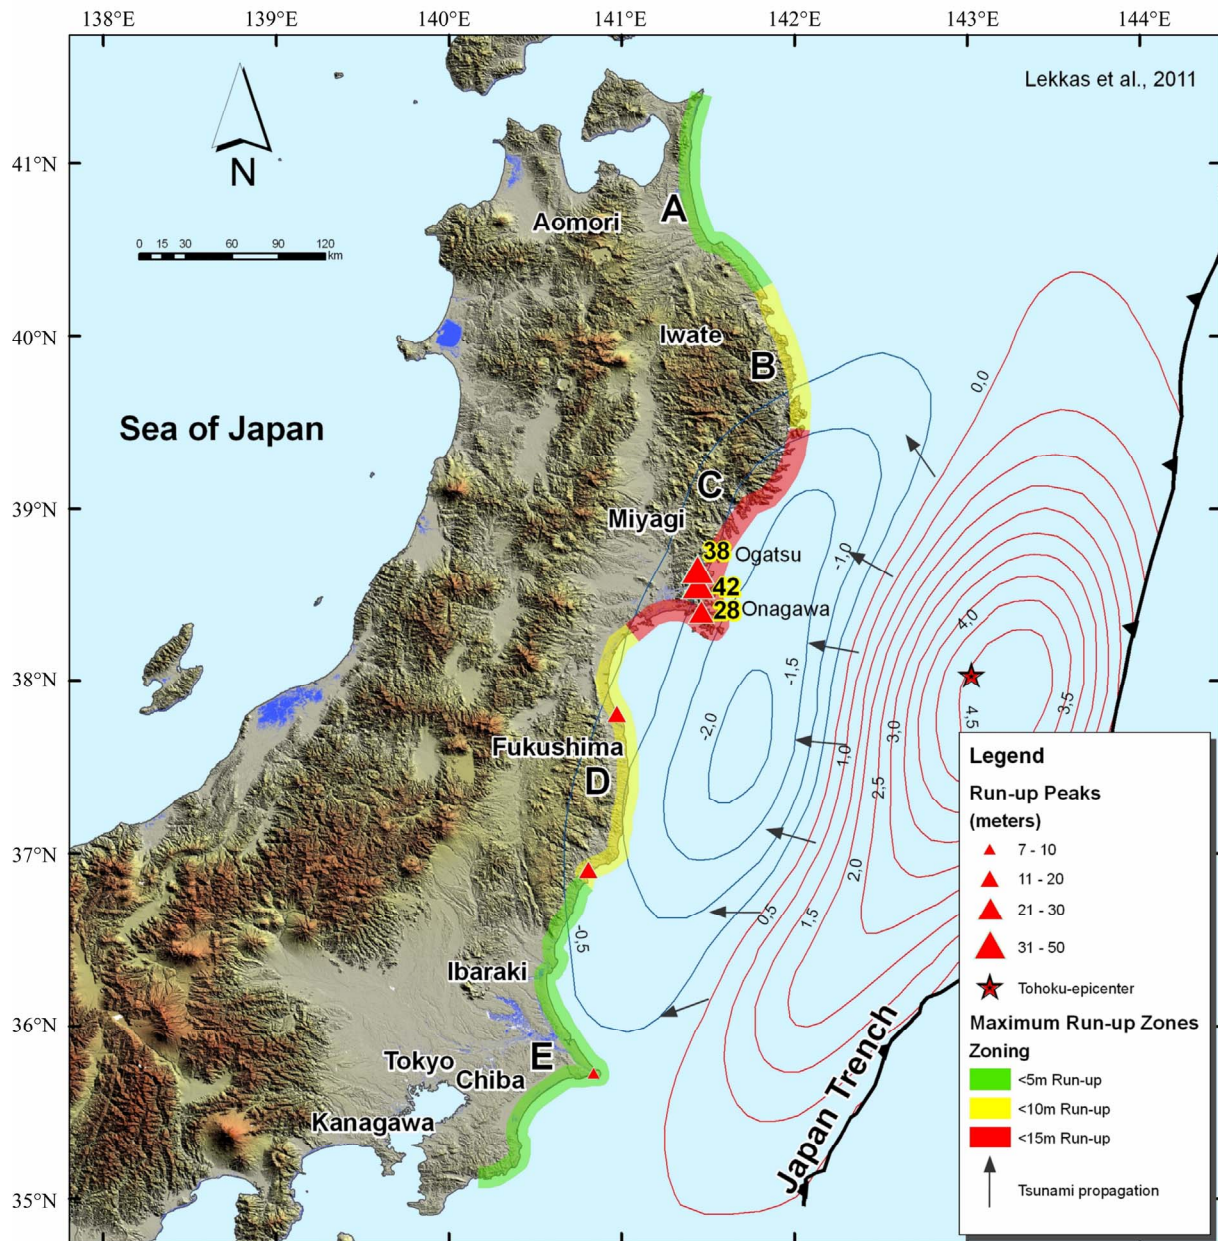 138°E 139°E 140°E 141°E 142°E 143°E 144°E
Lekkas et al., 2011
N
41°N
40°N
39°N
38°N
37°N
36°N
35°N
0 15 30 60 90 120
km
Aomori
A
Iwate
B
Sea of Japan
C
Miyagi
38 Ogatsu
42
28 Onagawa
Fukushima
D
Ibaraki
E
Tokyo
Chiba
Kanagawa
0,0
-1,0
4,0
-1,5
3,5
4,5
-2,0
3,0
1,0
2,5
2,0
0,5
1,5
-0,5
Japan Trench
Legend
Run-up Peaks
(meters)
7 - 10
11 - 20
21 - 30
31 - 50
Tohoku-epicenter
Maximum Run-up Zones
Zoning
<5m Run-up
<10m Run-up
<15m Run-up
Tsunami propagation